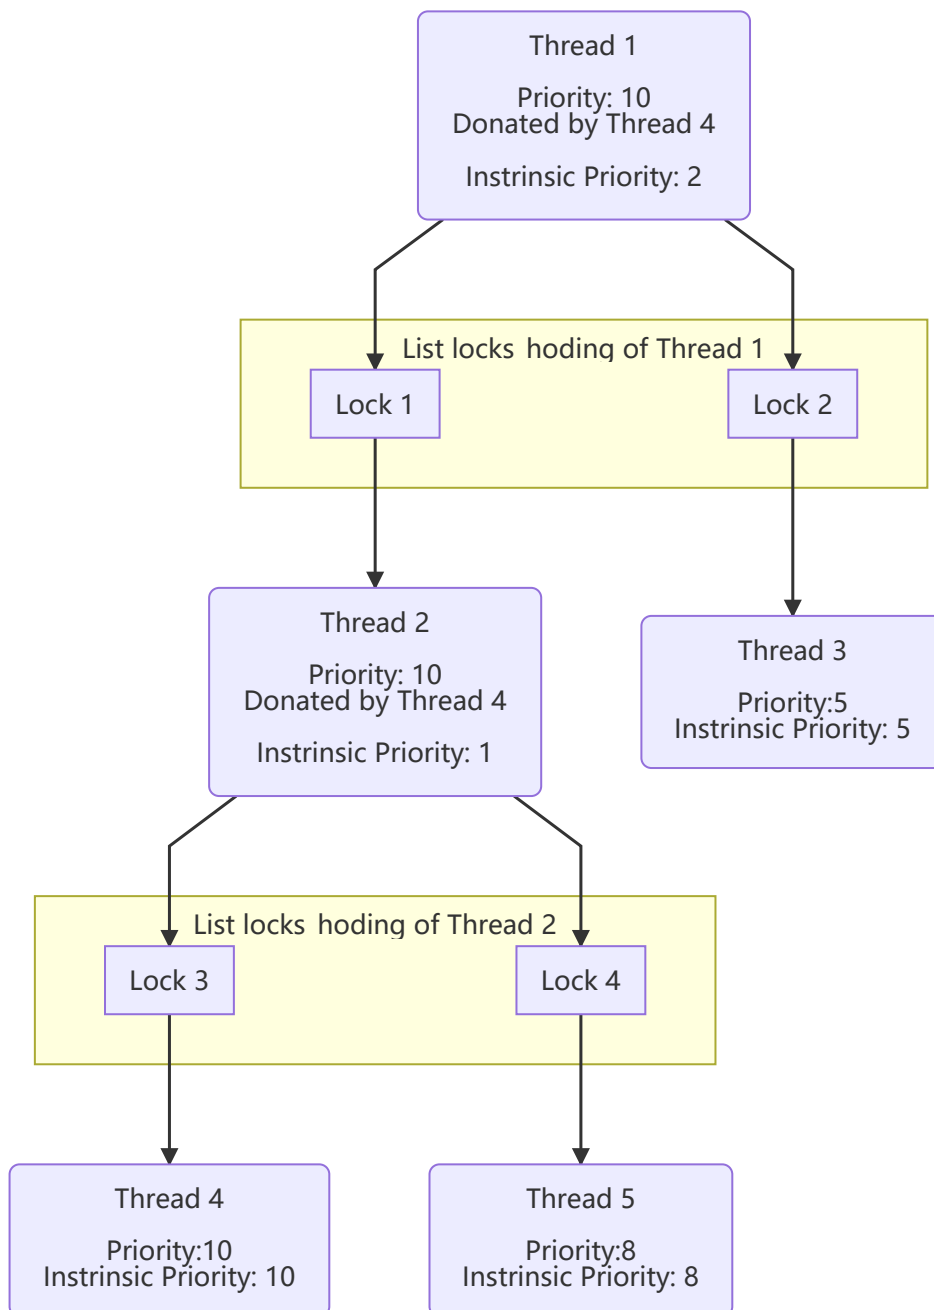 Thread 1
Priority: 10
Donated by Thread 4
Instrinsic Priority: 2
List locks hoding of Thread 1
Lock 1
Lock 2
Thread 2
Priority: 10
Donated by Thread 4
Instrinsic Priority: 1
Thread 3
Priority:5
Instrinsic Priority: 5
List locks hoding of Thread 2
Lock 3
Lock 4
Thread 4
Priority:10
Instrinsic Priority: 10
Thread 5
Priority:8
Instrinsic Priority: 8